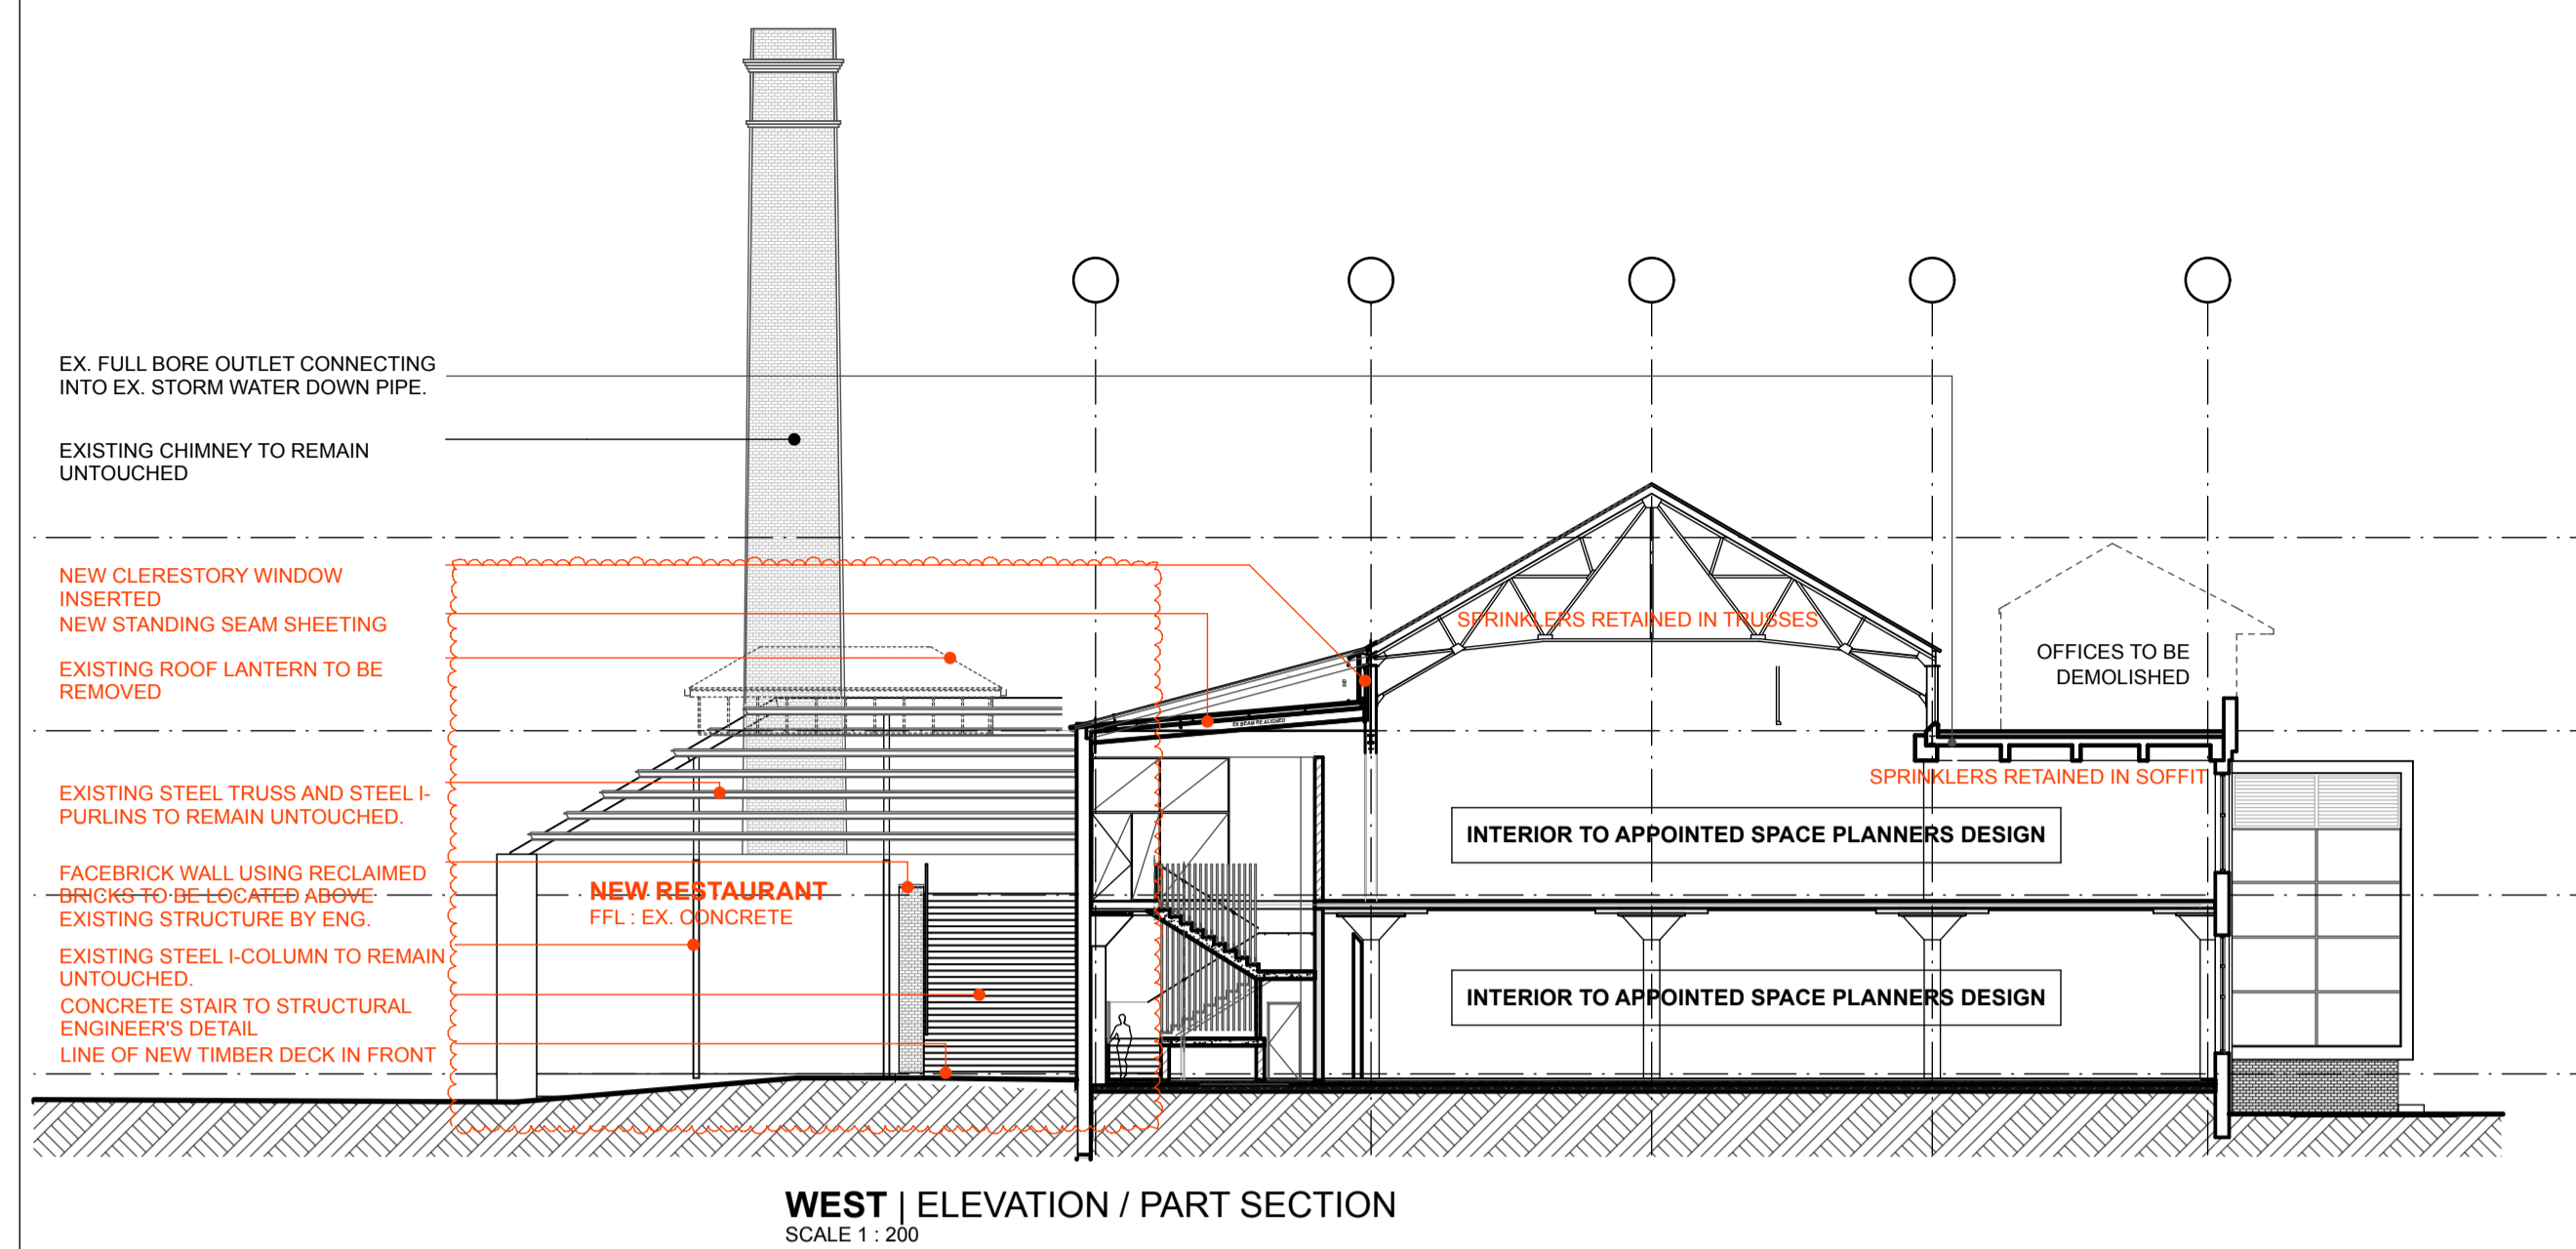 EX. FULL BORE OUTLET CONNECTING
INTO EX. STORM WATER DOWN PIPE.
EXISTING CHIMNEY TO REMAIN
UNTOUCHED
NEW CLERESTORY WINDOW
INSERTED
NEW STANDING SEAM SHEETING
EXISTING ROOF LANTERN TO BE
REMOVED
EXISTING STEEL TRUSS AND STEEL I-
PURLINS TO REMAIN UNTOUCHED.
FACEBRICK WALL USING RECLAIMED
BRICKS TO BE LOCATED ABOVE
EXISTING STRUCTURE BY ENG.
EXISTING STEEL I-COLUMN TO REMAIN
UNTOUCHED.
CONCRETE STAIR TO STRUCTURAL
ENGINEER'S DETAIL
LINE OF NEW TIMBER DECK IN FRONT
NEW RESTAURANT
FFL : EX. CONCRETE
EX BEAM RE ALIGNED
SPRINKLERS RETAINED IN TRUSSES
OFFICES TO BE
DEMOLISHED
SPRINKLERS RETAINED IN SOFFIT
INTERIOR TO APPOINTED SPACE PLANNERS DESIGN
INTERIOR TO APPOINTED SPACE PLANNERS DESIGN
WEST | ELEVATION / PART SECTION
SCALE 1 : 200